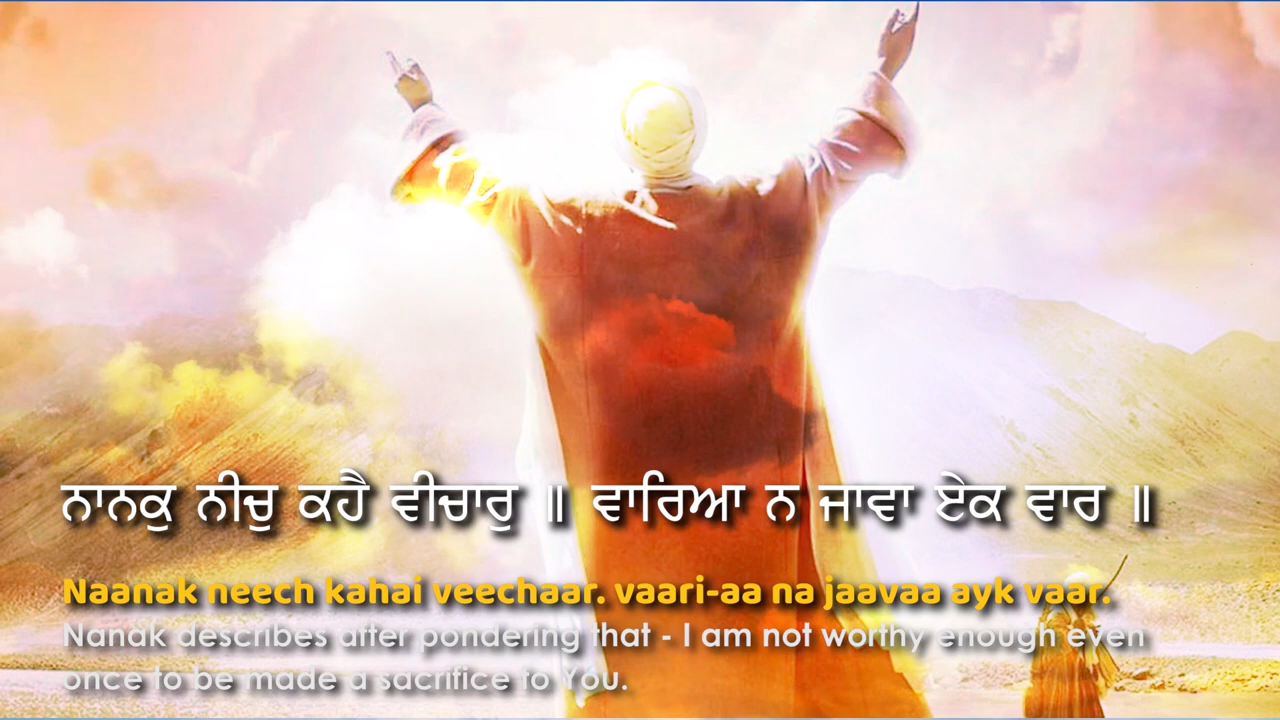 ਨਾਨਕੁ ਨੀਚੁ ਕਹੈ ਵੀਚਾਰੁ ॥ ਵਾਰਿਆ ਨ ਜਾਵਾ ਏਕ ਵਾਰ ॥
Naanak neech kahai veechaar. vaari-aa na jaavaa ayk vaar.
Nanak describes after pondering that - I am not worthy enough even
once to be made a sacrifice to You.